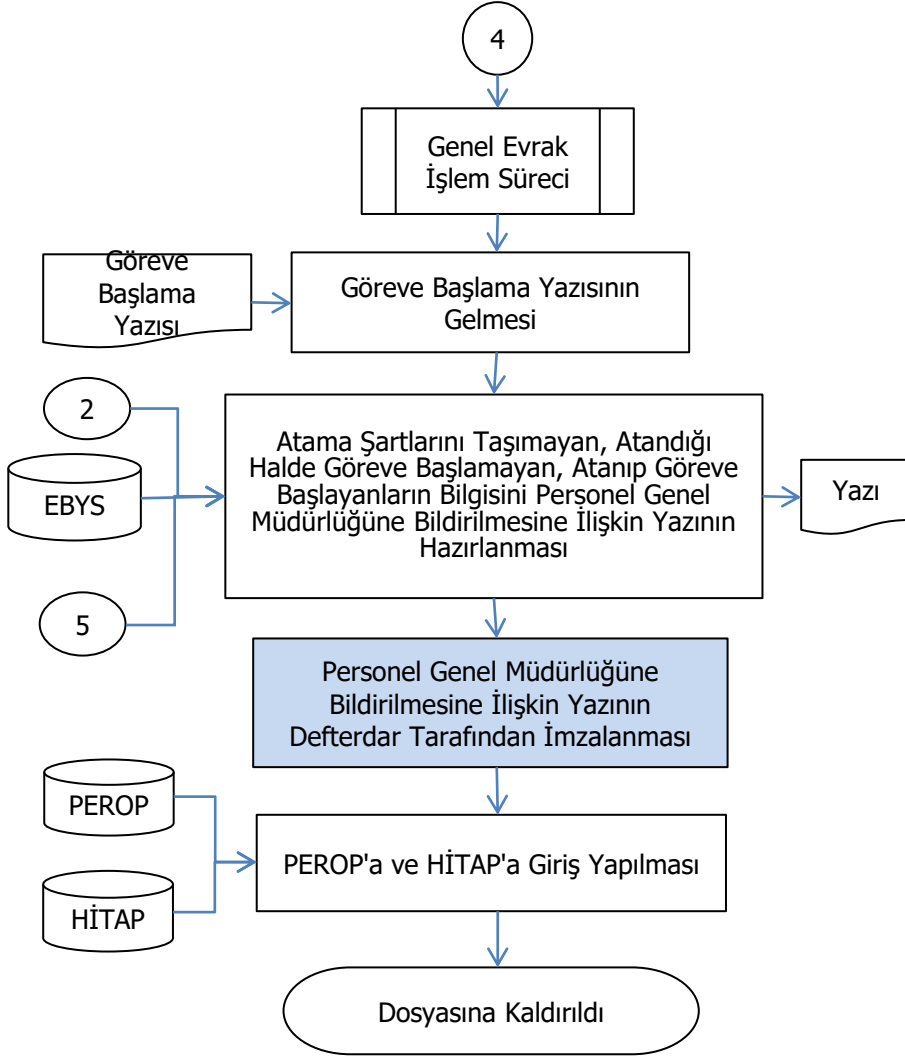 4
Genel Evrak
İşlem Süreci
Göreve
Başlama
Yazısı
Göreve Başlama Yazısının
Gelmesi
2
EBYS
5
Atama Şartlarını Taşımayan, Atandığı
Halde Göreve Başlamayan, Atanıp Göreve
Başlayanların Bilgisini Personel Genel
Müdürlüğüne Bildirilmesine İlişkin Yazının
Hazırlanması
Yazı
Personel Genel Müdürlüğüne
Bildirilmesine İlişkin Yazının
Defterdar Tarafından İmzalanması
PEROP
HİTAP
PEROP'a ve HİTAP'a Giriş Yapılması
Dosyasına Kaldırıldı